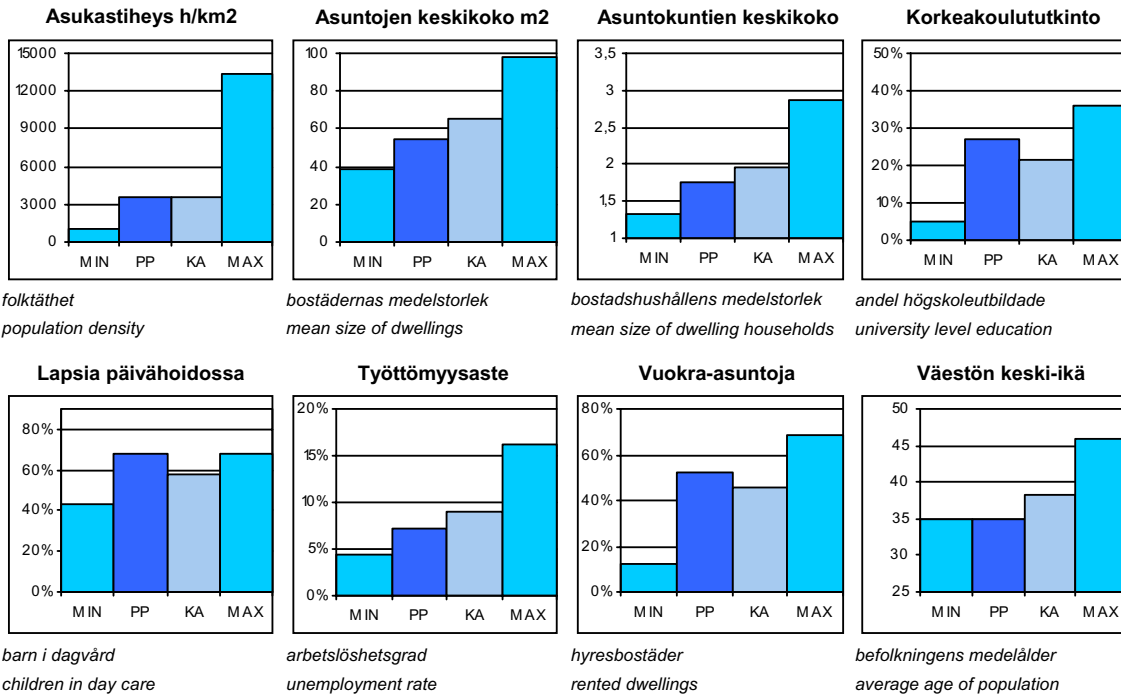 Asukastiheys h/km2
15000
12000
9000
6000
3000
0
MIN PP KA MAX
folktäthet
population density
Asuntojen keskikoko m2
100
80
60
40
20
0
MIN PP KA MAX
bostädernas medelstorlek
mean size of dwellings
Asuntokuntien keskikoko
3,5
3
2,5
2
1,5
1
MIN PP KA MAX
bostadshushållens medelstorlek
mean size of dwelling households
Korkeakoulututkinto
50%
40%
30%
20%
10%
0%
MIN PP KA MAX
andel högskoleutbildade
university level education
Lapsia päivähoidossa
80%
60%
40%
20%
0%
MIN PP KA MAX
barn i dagvård
children in day care
Työttömyysaste
20%
15%
10%
5%
0%
MIN PP KA MAX
arbetslöshetsgrad
unemployment rate
Vuokra-asuntoja
80%
60%
40%
20%
0%
MIN PP KA MAX
hyresbostäder
rented dwellings
Väestön keski-ikä
50
45
40
35
30
25
MIN PP KA MAX
befolkningens medelålder
average age of population